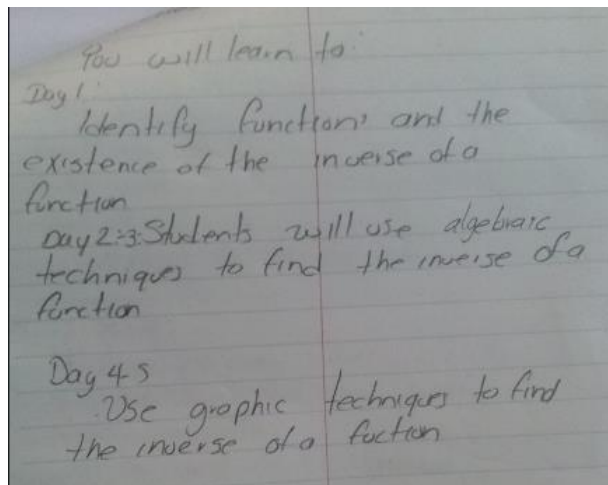 You will learn to:
Day 1:
Identify functions and the
existence of the inverse of a
function
Day 2-3: Students will use algebraic
techniques to find the inverse of a
function
Day 4-5
Use graphic techniques to find
the inverse of a fuction